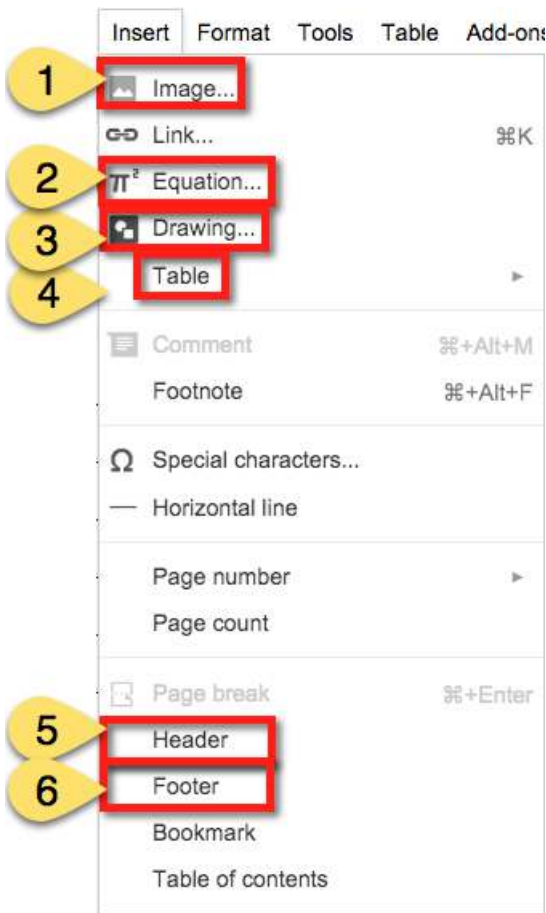 Insert Format Tools Table Add-ons
1 Image...
Link... ⌘K
2 π² Equation...
3 Drawing...
4 Table ►
Comment ⌘+Alt+M
Footnote ⌘+Alt+F
Ω Special characters...
Horizontal line
Page number ►
Page count
Page break ⌘+Enter
5 Header
6 Footer
Bookmark
Table of contents